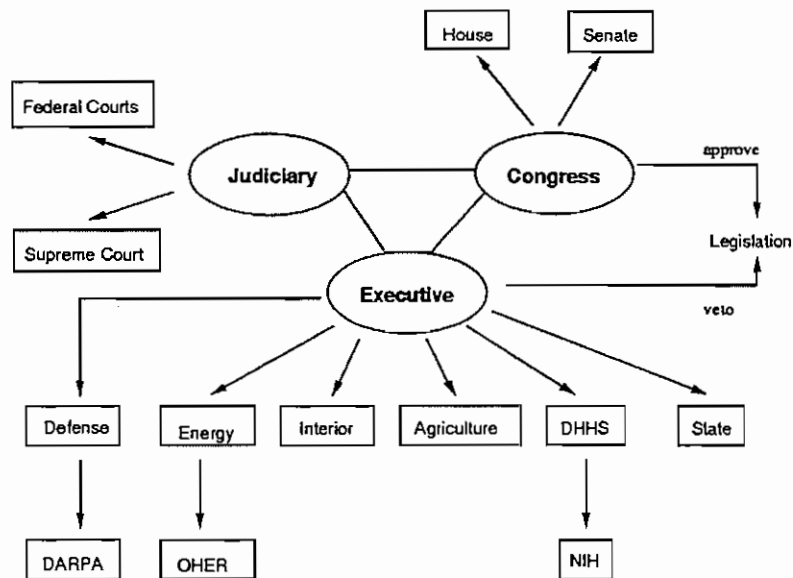 House
Senate
Federal Courts
Judiciary
Congress
approve
Supreme Court
Legislation
Executive
veto
Defense
Energy
Interior
Agriculture
DHHS
State
DARPA
OHER
NIH